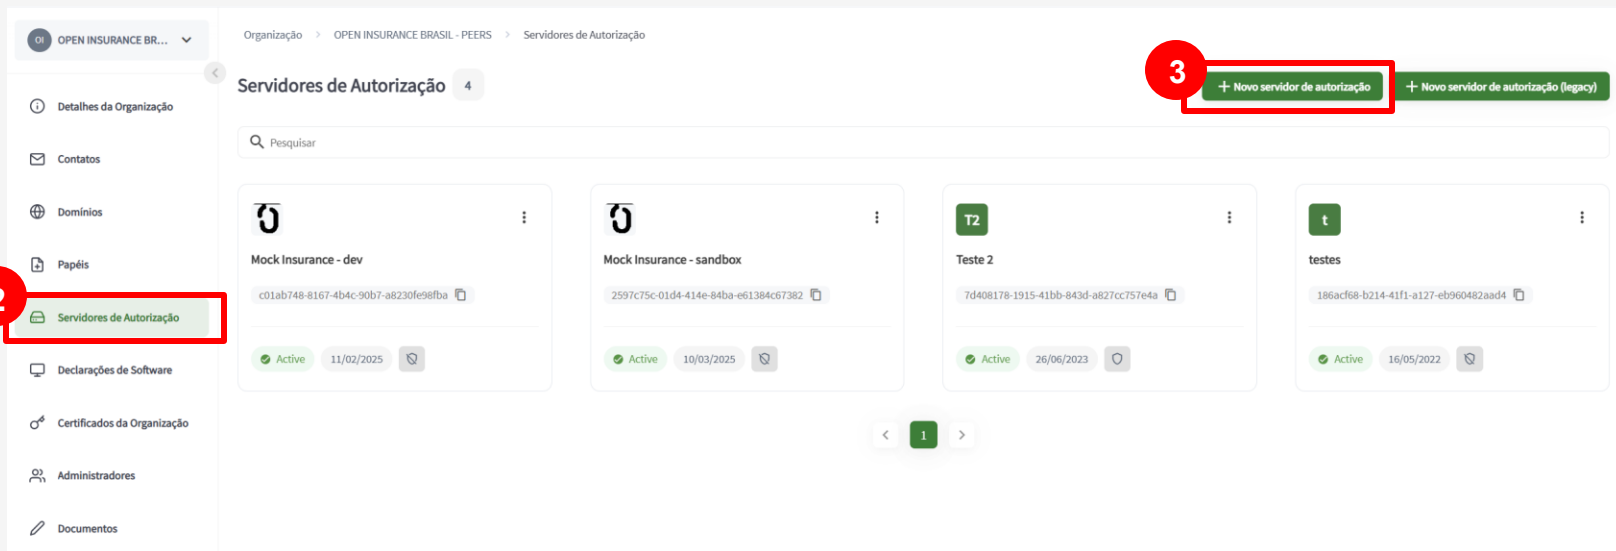 OI OPEN INSURANCE BR...
Organização > OPEN INSURANCE BRASIL - PEERS > Servidores de Autorização
Servidores de Autorização 4
3
+ Novo servidor de autorização
+ Novo servidor de autorização (legacy)
Pesquisar
Detalhes da Organização
Contatos
Domínios
Papéis
2
Servidores de Autorização
Declarações de Software
Certificados da Organização
Administradores
Documentos
Mock Insurance - dev
c01ab748-8167-4b4c-90b7-a8230fe98fba
Active 11/02/2025
Mock Insurance - sandbox
2597c75c-01d4-414e-84ba-e61384c67382
Active 10/03/2025
T2
Teste 2
7d408178-1915-41bb-843d-a827cc757e4a
Active 26/06/2023
t
testes
186acf68-b214-41f1-a127-eb960482aad4
Active 16/05/2022
< 1 >